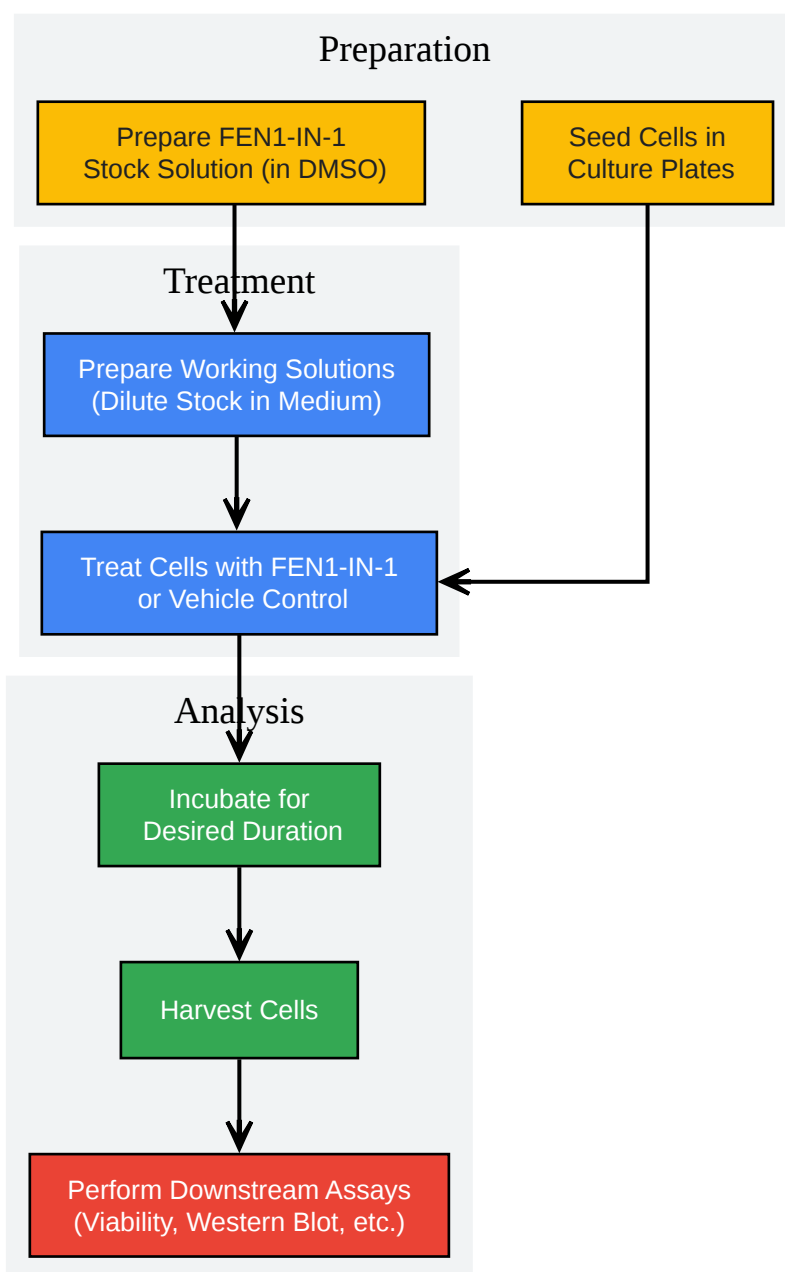 Preparation
Prepare FEN1-IN-1
Stock Solution (in DMSO)
Seed Cells in
Culture Plates
Treatment
Prepare Working Solutions
(Dilute Stock in Medium)
Treat Cells with FEN1-IN-1
or Vehicle Control
Analysis
Incubate for
Desired Duration
Harvest Cells
Perform Downstream Assays
(Viability, Western Blot, etc.)